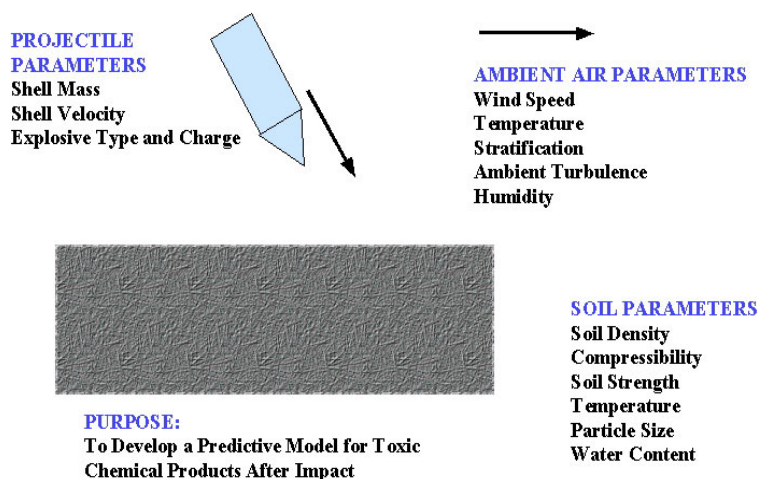 PROJECTILE
PARAMETERS
Shell Mass
Shell Velocity
Explosive Type and Charge
AMBIENT AIR PARAMETERS
Wind Speed
Temperature
Stratification
Ambient Turbulence
Humidity
SOIL PARAMETERS
Soil Density
Compressibility
Soil Strength
Temperature
Particle Size
Water Content
PURPOSE:
To Develop a Predictive Model for Toxic
Chemical Products After Impact